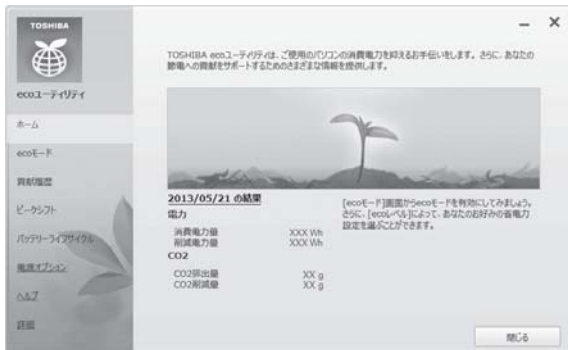 TOSHIBA
ecoユーティリティ
ホーム
ecoモード
貢献履歴
ピークシフト
バッテリーライフサイクル
電源オプション
ヘルプ
詳細
TOSHIBA ecoユーティリティは、ご使用のパソコンの消費電力を抑えるお手伝いをします。さらに、あなたの
節電への貢献をサポートするためのさまざまな情報を提供します。
2013/05/21 の結果
電力
消費電力量 XXX Wh
削減電力量 XXX Wh
CO2
CO2排出量 XX g
CO2削減量 XX g
[ecoモード]画面からecoモードを有効にしてみましょう。
さらに、[ecoレベル]によって、あなたのお好みの省電力
設定を選ぶことができます。
閉じる